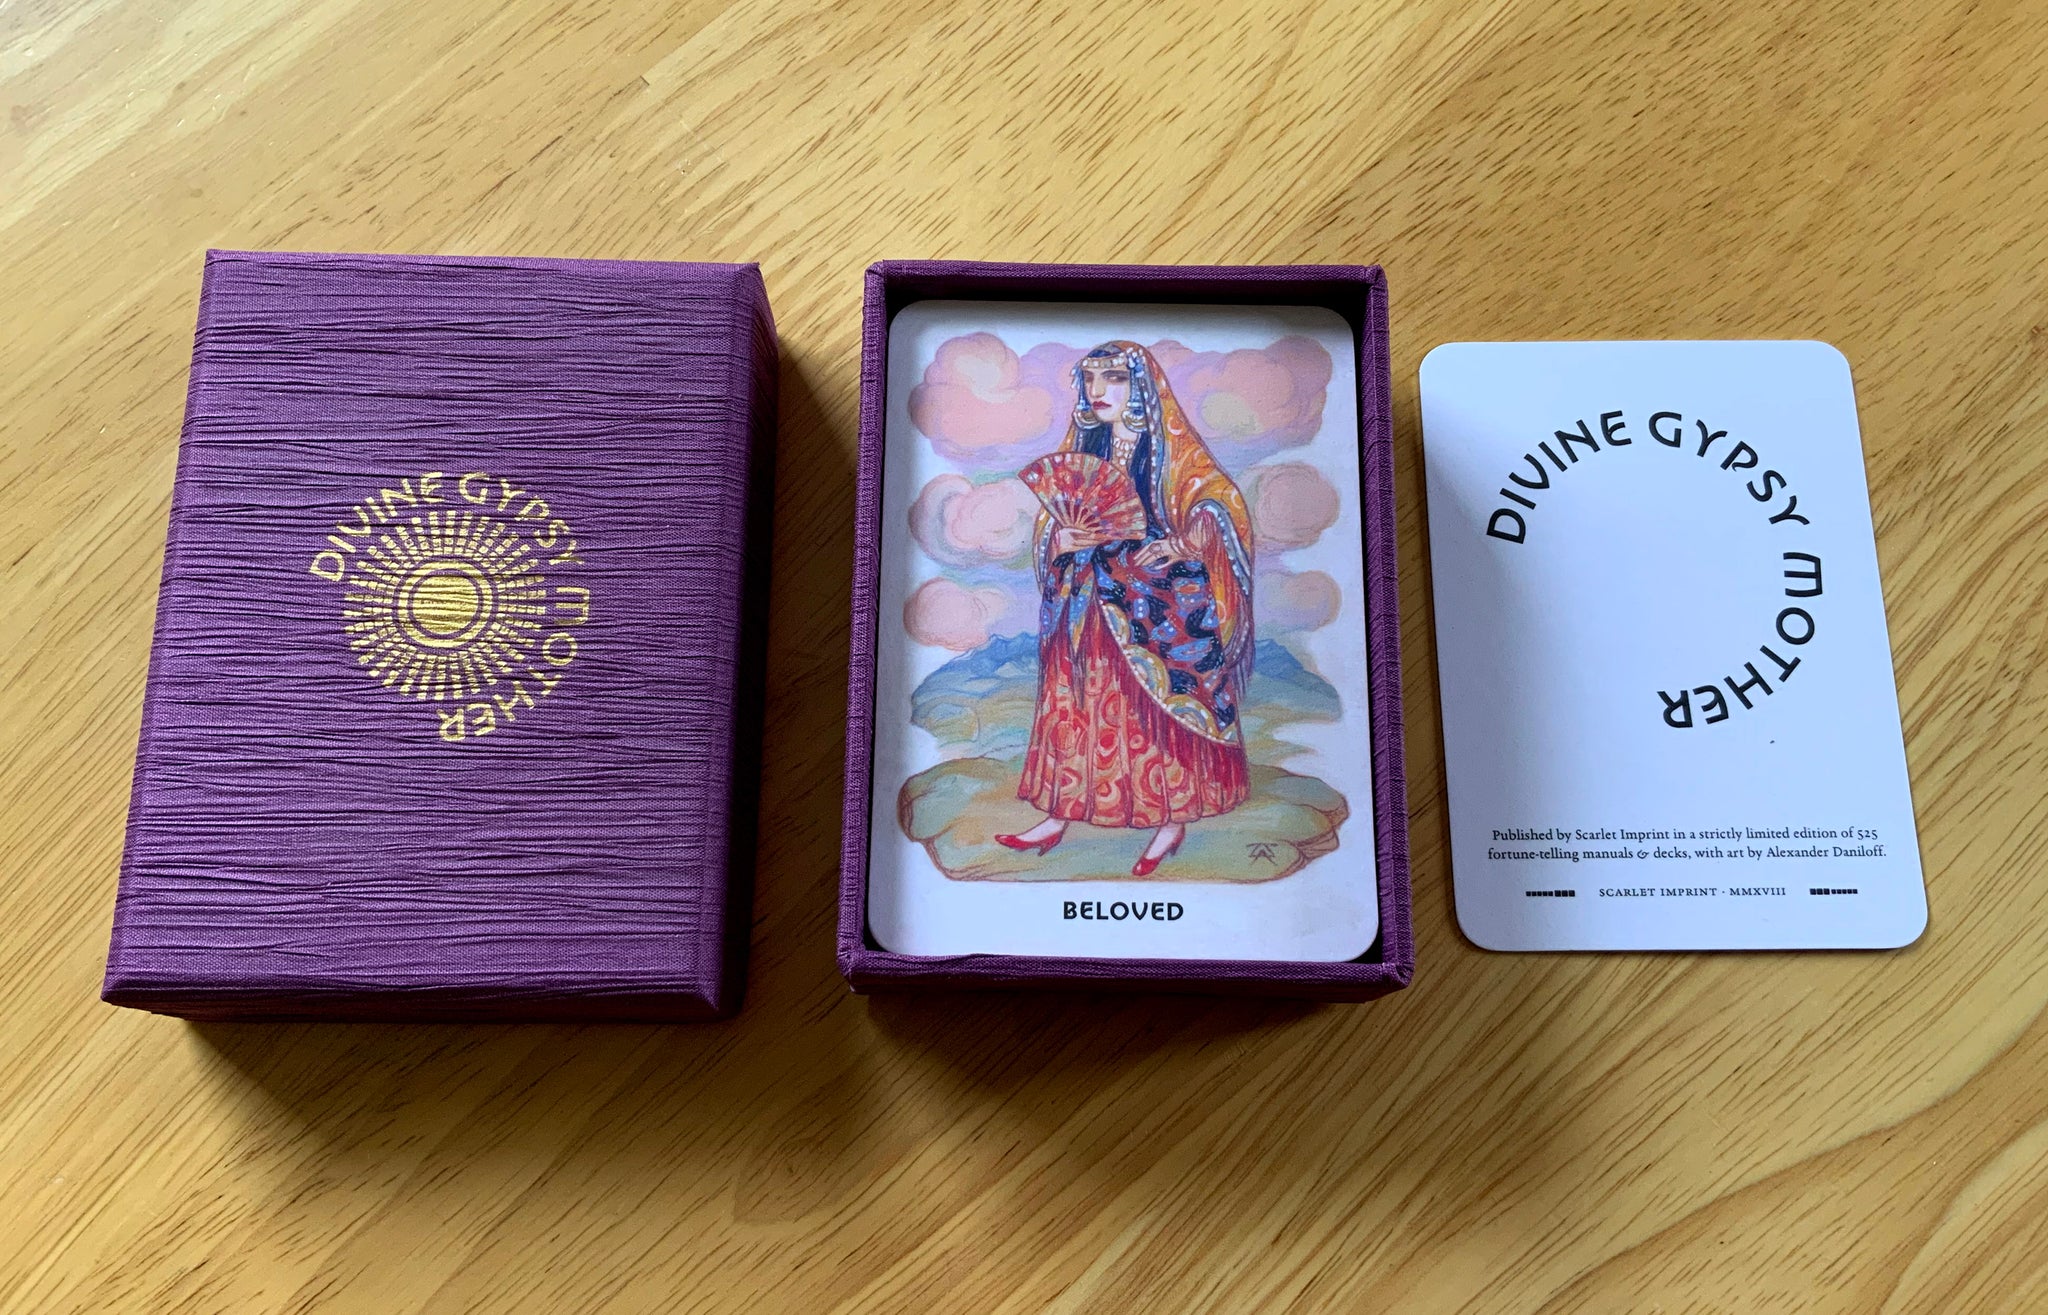 DIVINE GYPSY MOTHER
BELOVED
DIVINE GYPSY MOTHER
Published by Scarlet Imprint in a strictly limited edition of 525
fortune-telling manuals & decks, with art by Alexander Daniloff.
SCARLET IMPRINT · MMXVIII